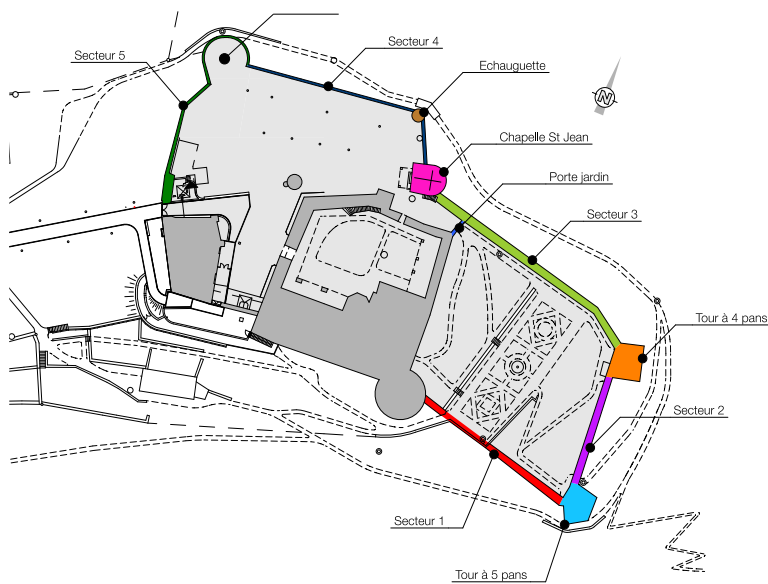 Secteur 4
Secteur 5
Echauguette
N
Chapelle St Jean
Porte jardin
Secteur 3
Tour à 4 pans
Secteur 2
Secteur 1
Tour à 5 pans